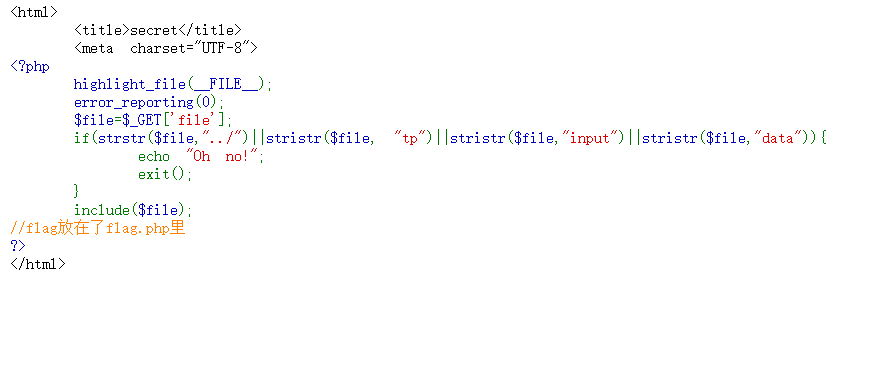 <html>
<title>secret</title>
<meta charset="UTF-8">
<?php
highlight_file(__FILE__);
error_reporting(0);
$file=$_GET['file'];
if(strstr($file,"../")||stristr($file, "tp")||stristr($file,"input")||stristr($file,"data")){
echo "Oh no!";
exit();
}
include($file);
//flag放在了flag.php里
?>
</html>